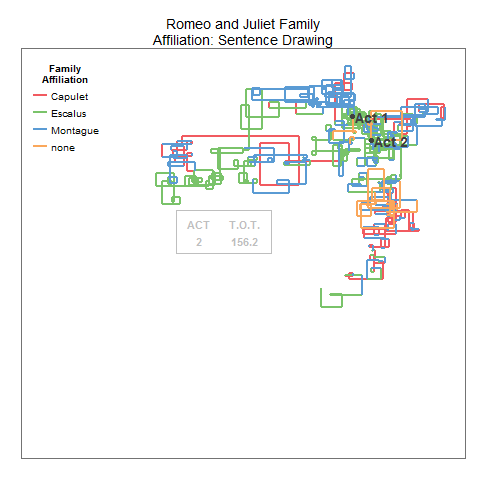 Romeo and Juliet Family
Affiliation: Sentence Drawing
Family
Affiliation
Capulet
Escalus
Montague
none
Act 1
Act 2
ACT T.O.T.
2 156.2